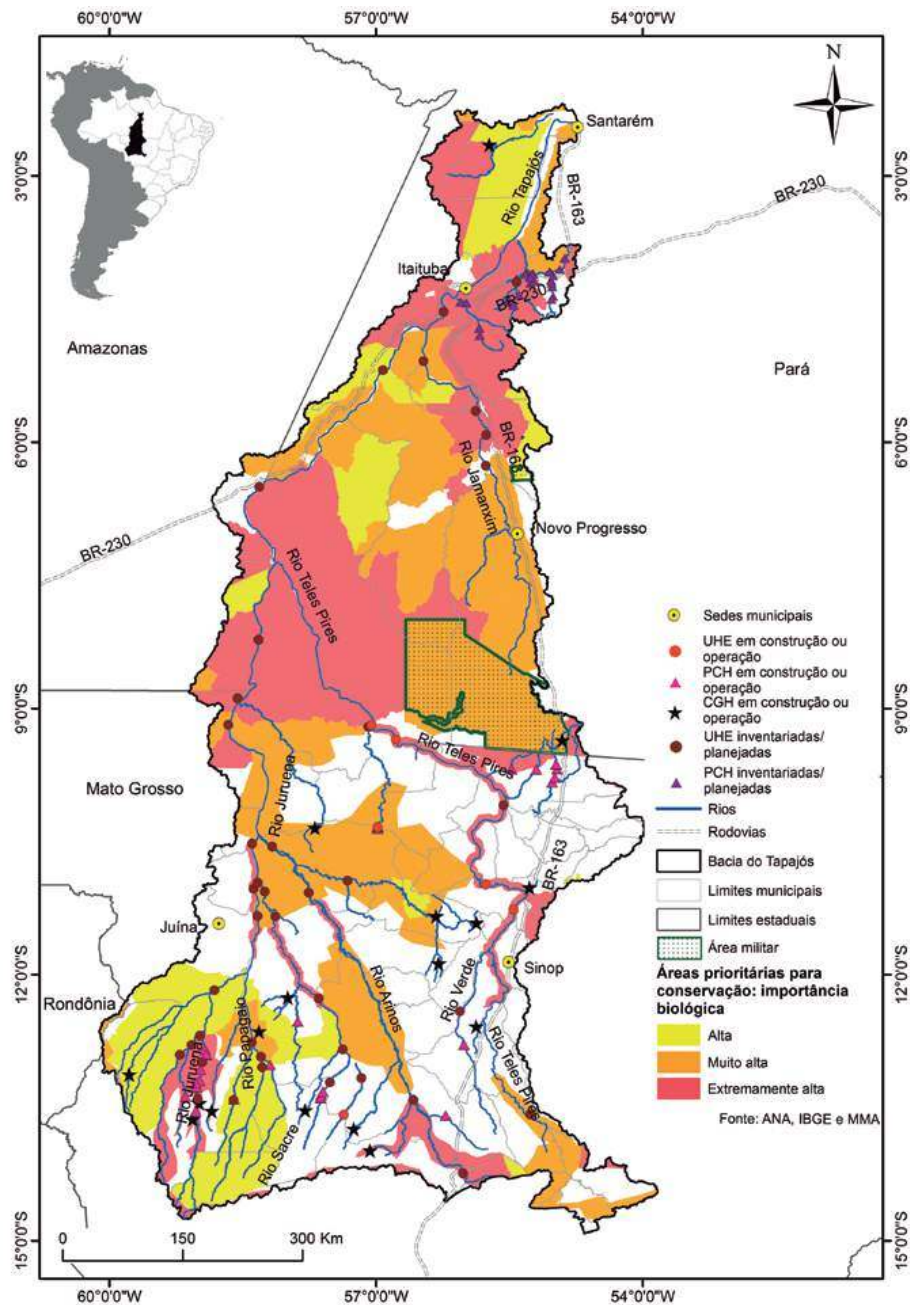 60°0'0"W
57°0'0"W
54°0'0"W
N
Santarém
3°0'0"S
3°0'0"S
Rio Tapajós
BR-163
BR-230
Itaituba
BR-230
Amazonas
Pará
6°0'0"S
6°0'0"S
BR-163
Rio Jamanxim
Novo Progresso
BR-230
Rio Teles Pires
9°0'0"S
9°0'0"S
Rio Teles Pires
Mato Grosso
Rio Juruena
BR-163
Juína
Sinop
12°0'0"S
12°0'0"S
Rondônia
Rio Verde
Rio Arinos
Rio Papagaio
Rio Juruena
Rio Teles Pires
Rio Sacre
15°0'0"S
15°0'0"S
Sedes municipais
UHE em construção ou
operação
PCH em construção ou
operação
CGH em construção ou
operação
UHE inventariadas/
planejadas
PCH inventariadas/
planejadas
Rios
Rodovias
Bacia do Tapajós
Limites municipais
Limites estaduais
Área militar
Áreas prioritárias para
conservação: importância
biológica
Alta
Muito alta
Extremamente alta
Fonte: ANA, IBGE e MMA
0 150 300 Km
60°0'0"W
57°0'0"W
54°0'0"W